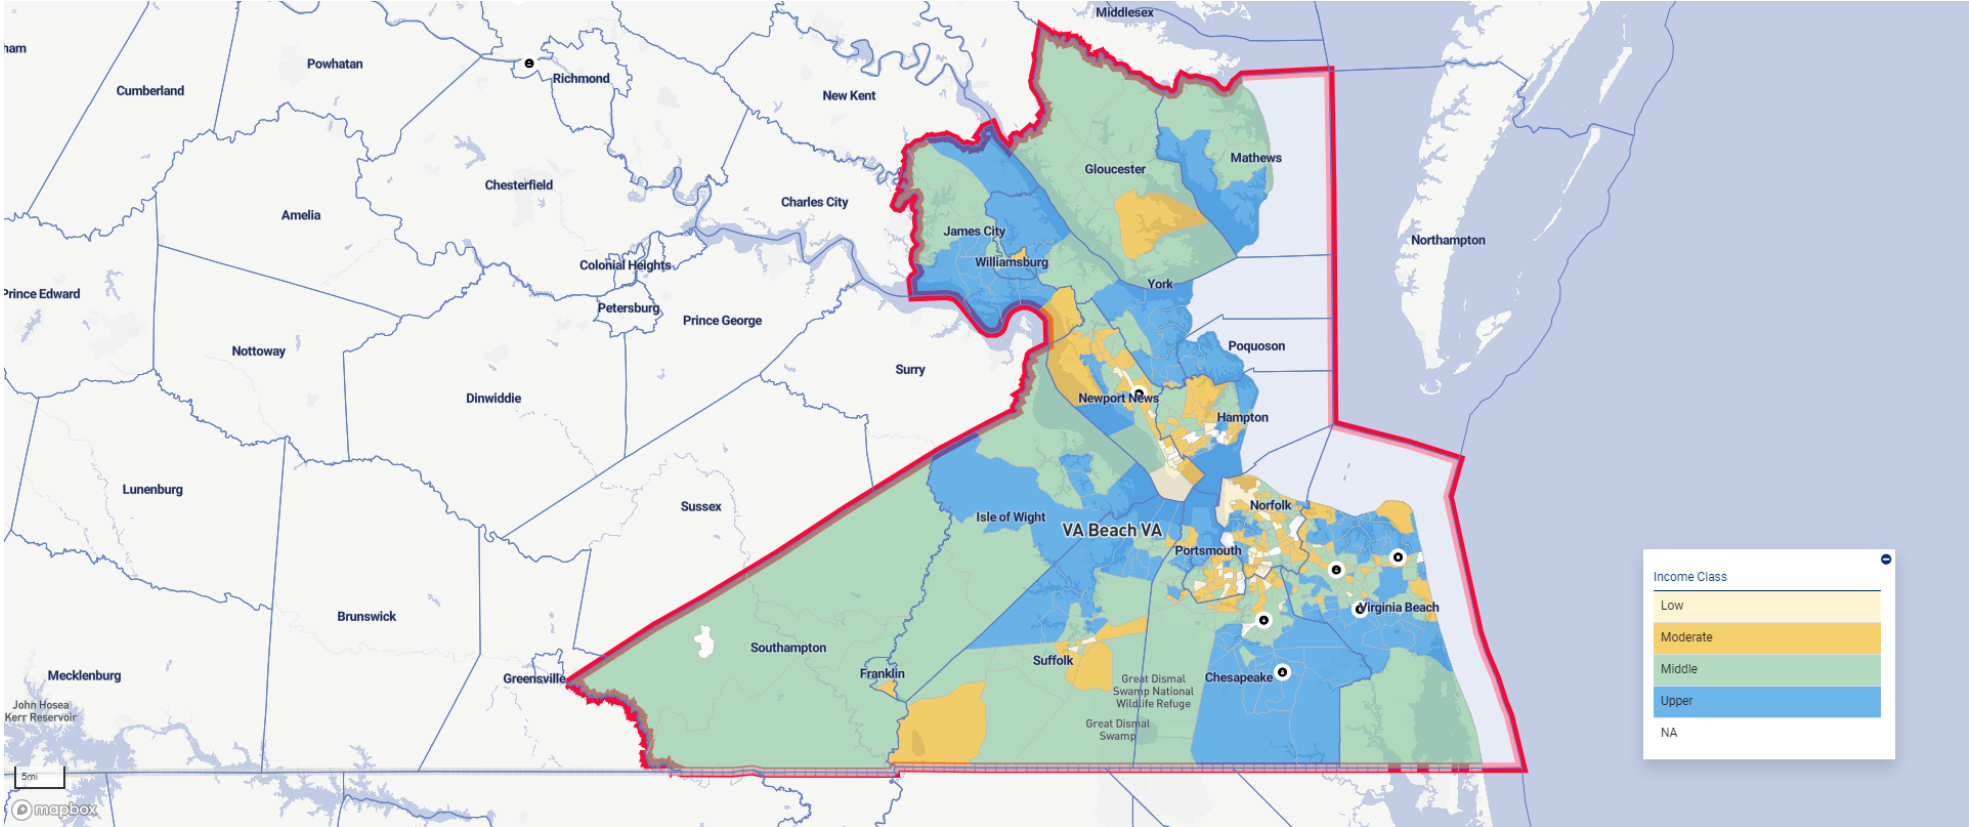 Middlesex
ham
Powhatan
Richmond
Cumberland
New Kent
Mathews
Gloucester
Chesterfield
Charles City
Amelia
James City
Northampton
Williamsburg
Colonial Heights
York
Prince Edward
Petersburg
Prince George
Poquoson
Nottoway
Surry
Dinwiddie
Newport News
Hampton
Lunenburg
Sussex
Norfolk
Isle of Wight
VA Beach VA
Portsmouth
Virginia Beach
Brunswick
Southampton
Suffolk
Mecklenburg
Greensville
Franklin
Chesapeake
Great Dismal
Swamp National
Wildlife Refuge
John Hosea
Kerr Reservoir
Great Dismal
Swamp
5mi
mapbox
Income Class
Low
Moderate
Middle
Upper
NA